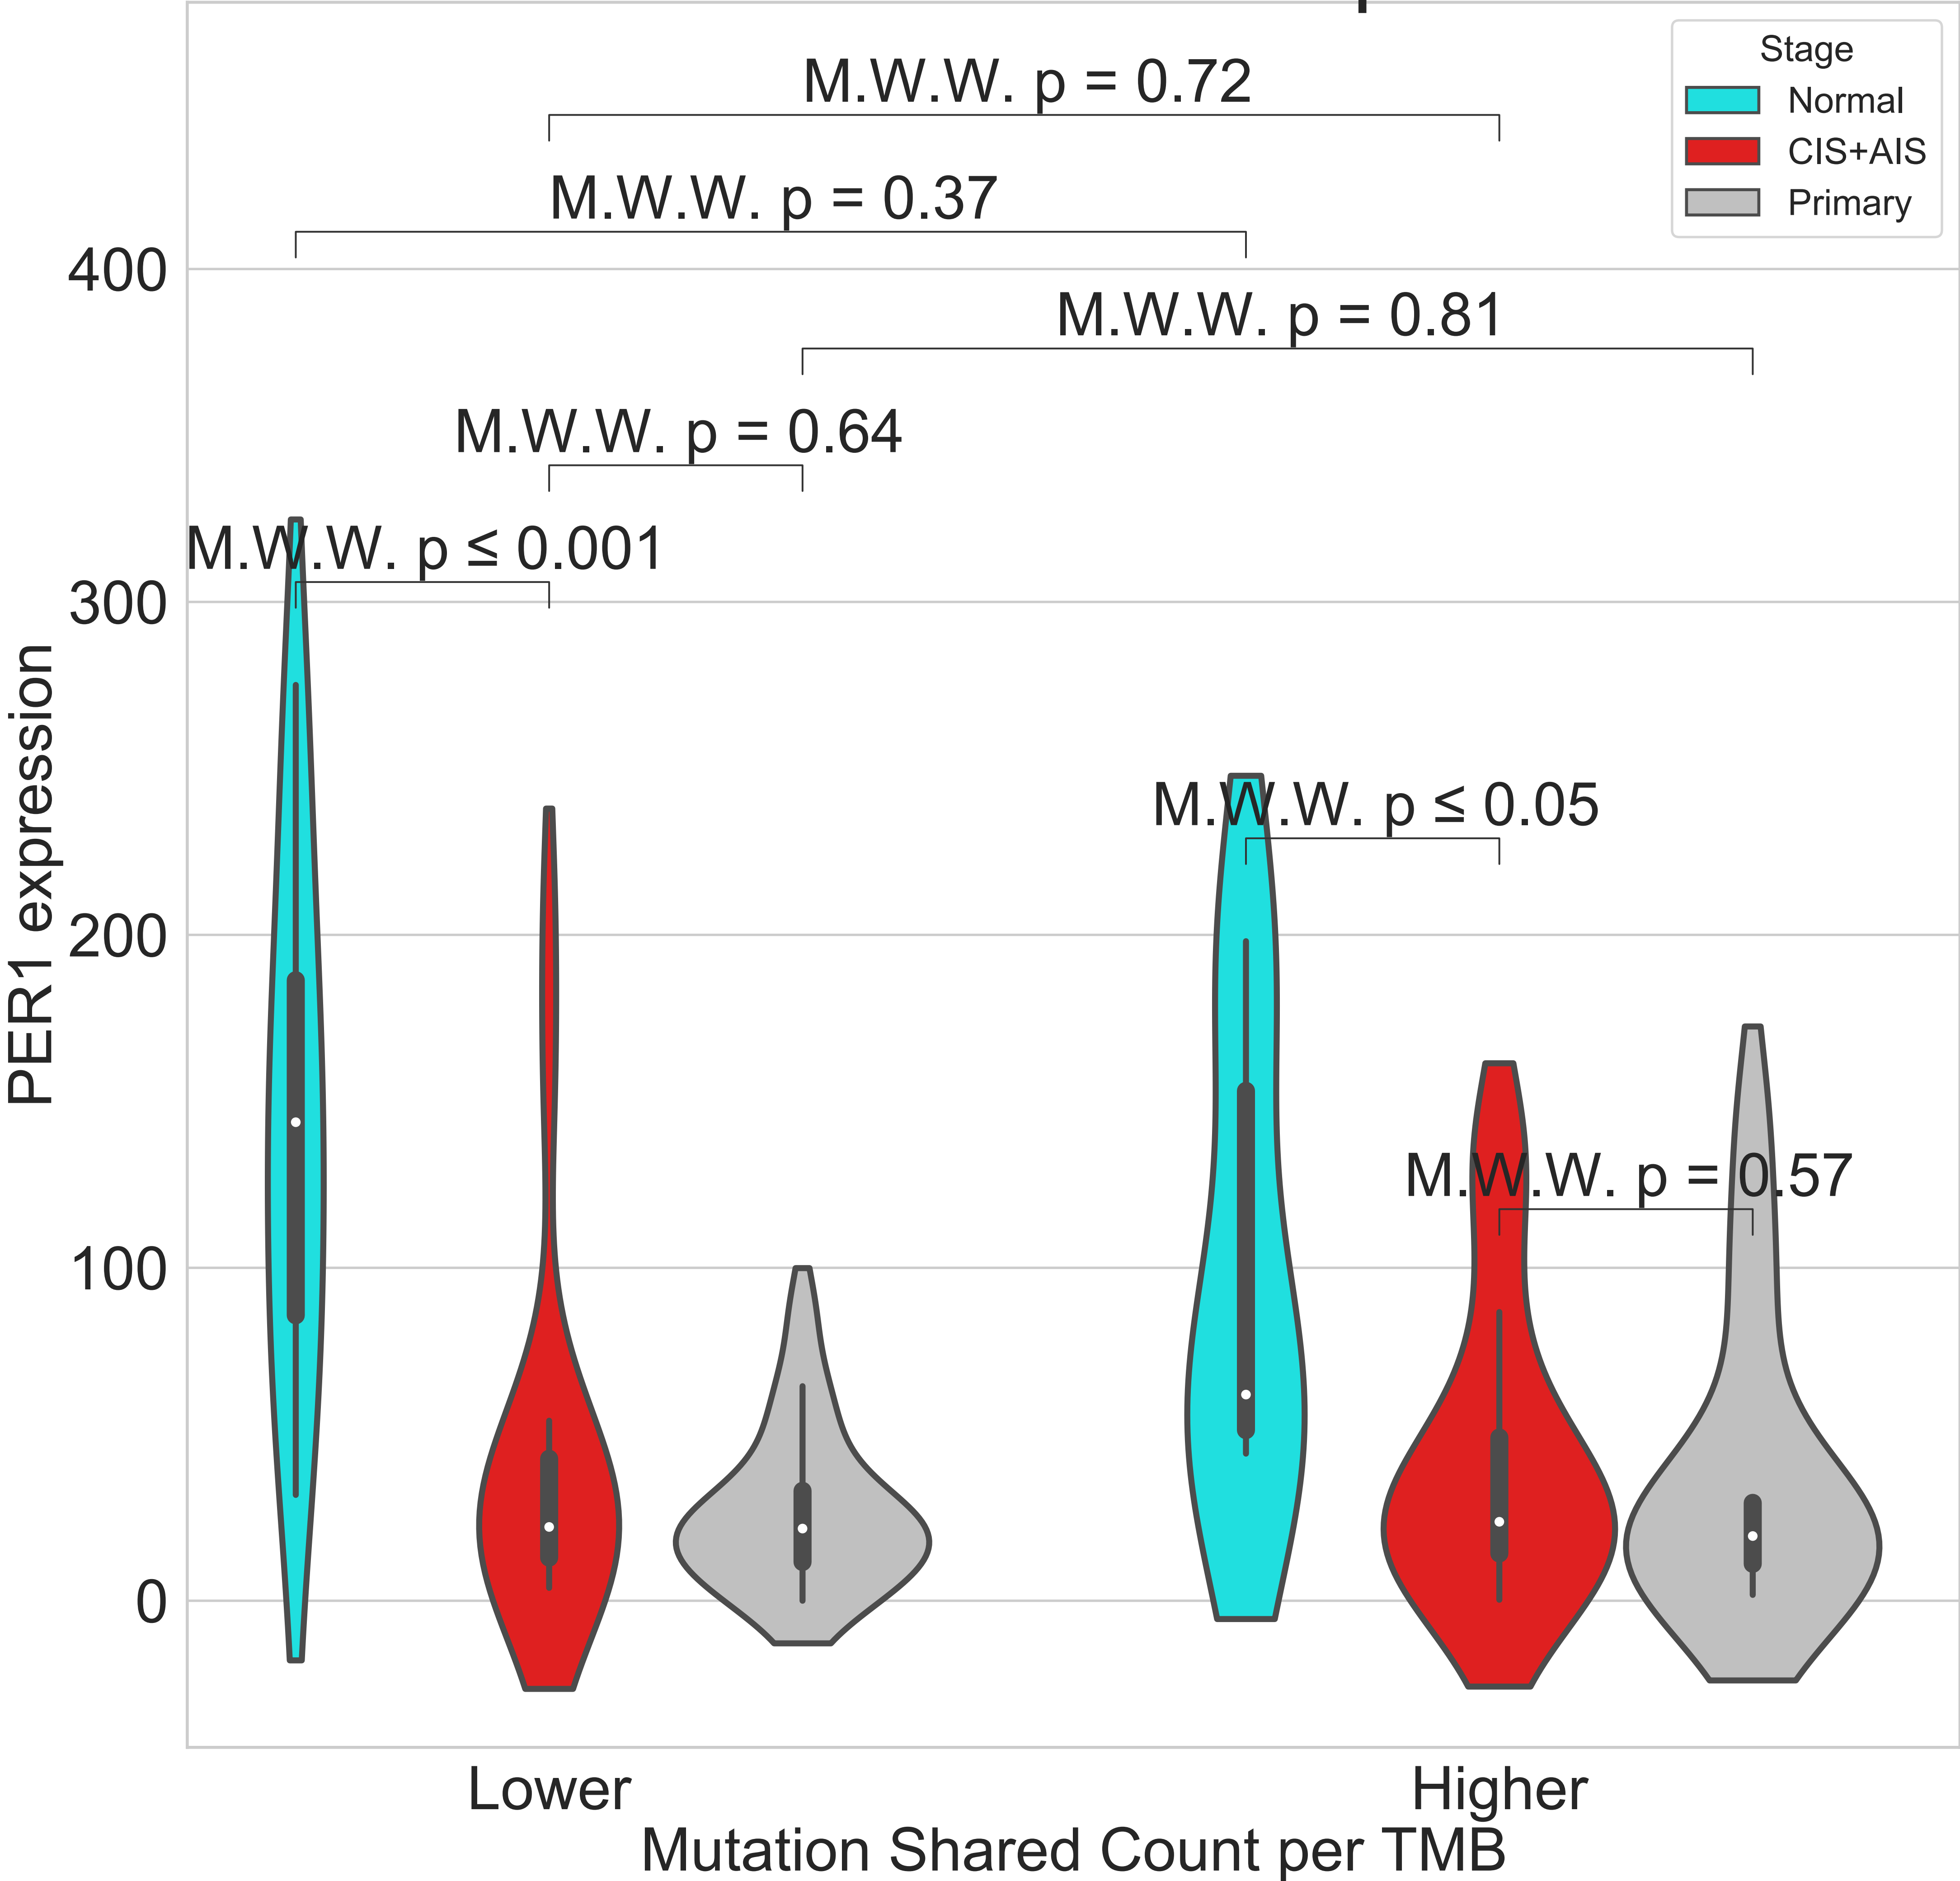 M.W.W. p = 0.72
M.W.W. p = 0.37
M.W.W. p = 0.81
M.W.W. p = 0.64
M.W.W. p ≤ 0.001
M.W.W. p ≤ 0.05
M.W.W. p = 0.57
Stage
Normal
CIS+AIS
Primary
PER1 expression
400
300
200
100
0
Lower
Higher
Mutation Shared Count per TMB